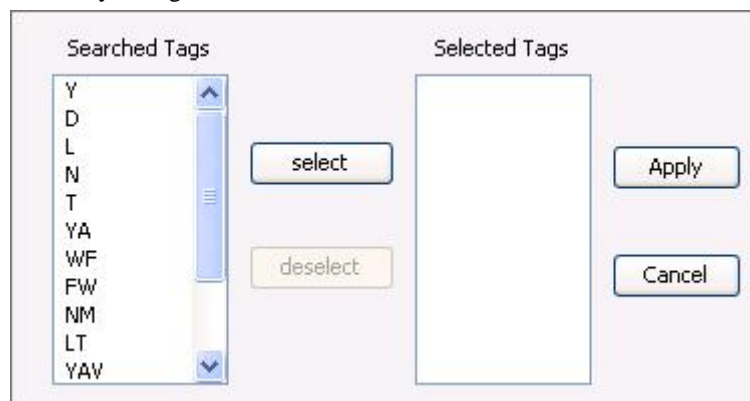 Searched Tags
Selected Tags
Y
D
L
N
T
YA
WF
FW
NM
LT
YAV
select
deselect
Apply
Cancel